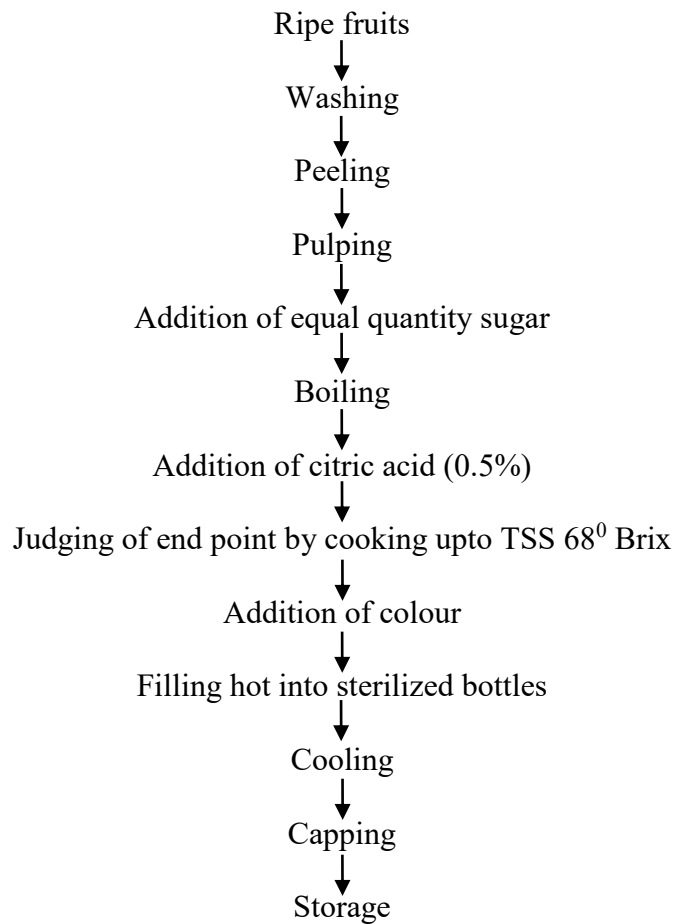 Ripe fruits
Washing
Peeling
Pulping
Addition of equal quantity sugar
Boiling
Addition of citric acid (0.5%)
Judging of end point by cooking upto TSS 68⁰ Brix
Addition of colour
Filling hot into sterilized bottles
Cooling
Capping
Storage